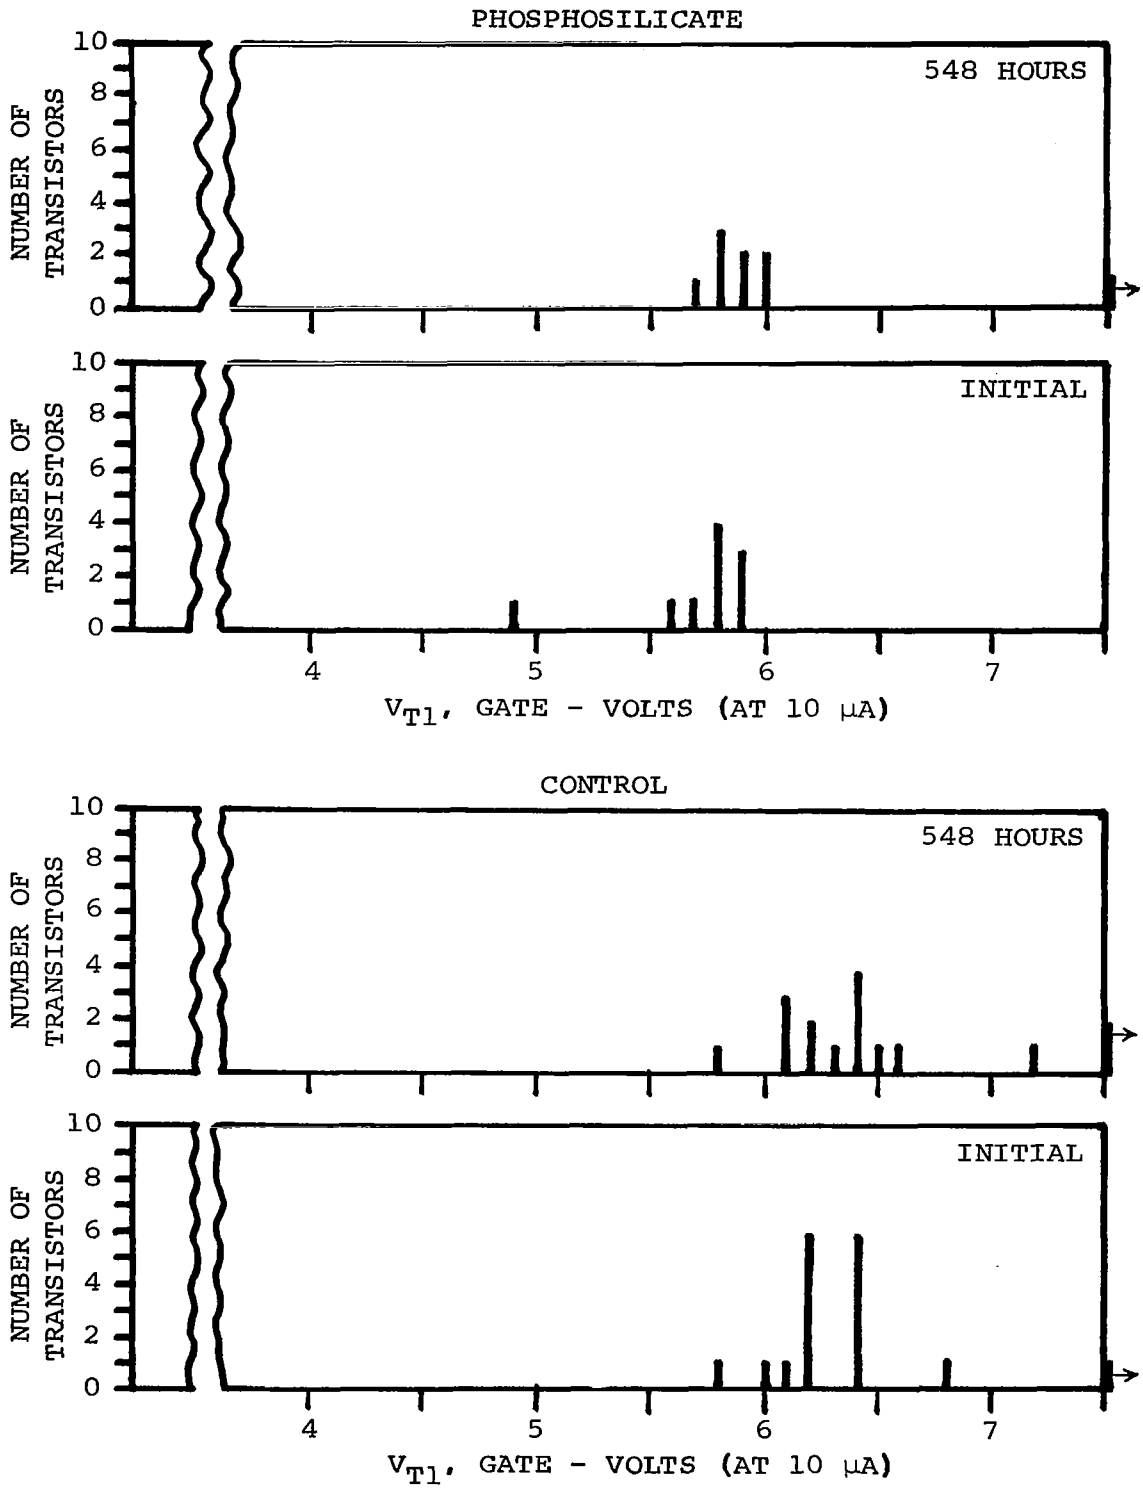 PHOSPHOSILICATE
548 HOURS
NUMBER OF
TRANSISTORS
10
8
6
4
2
0
INITIAL
NUMBER OF
TRANSISTORS
10
8
6
4
2
0
4 5 6 7
VT1, GATE - VOLTS (AT 10 μA)
CONTROL
548 HOURS
NUMBER OF
TRANSISTORS
10
8
6
4
2
0
INITIAL
NUMBER OF
TRANSISTORS
10
8
6
4
2
0
4 5 6 7
VT1, GATE - VOLTS (AT 10 μA)